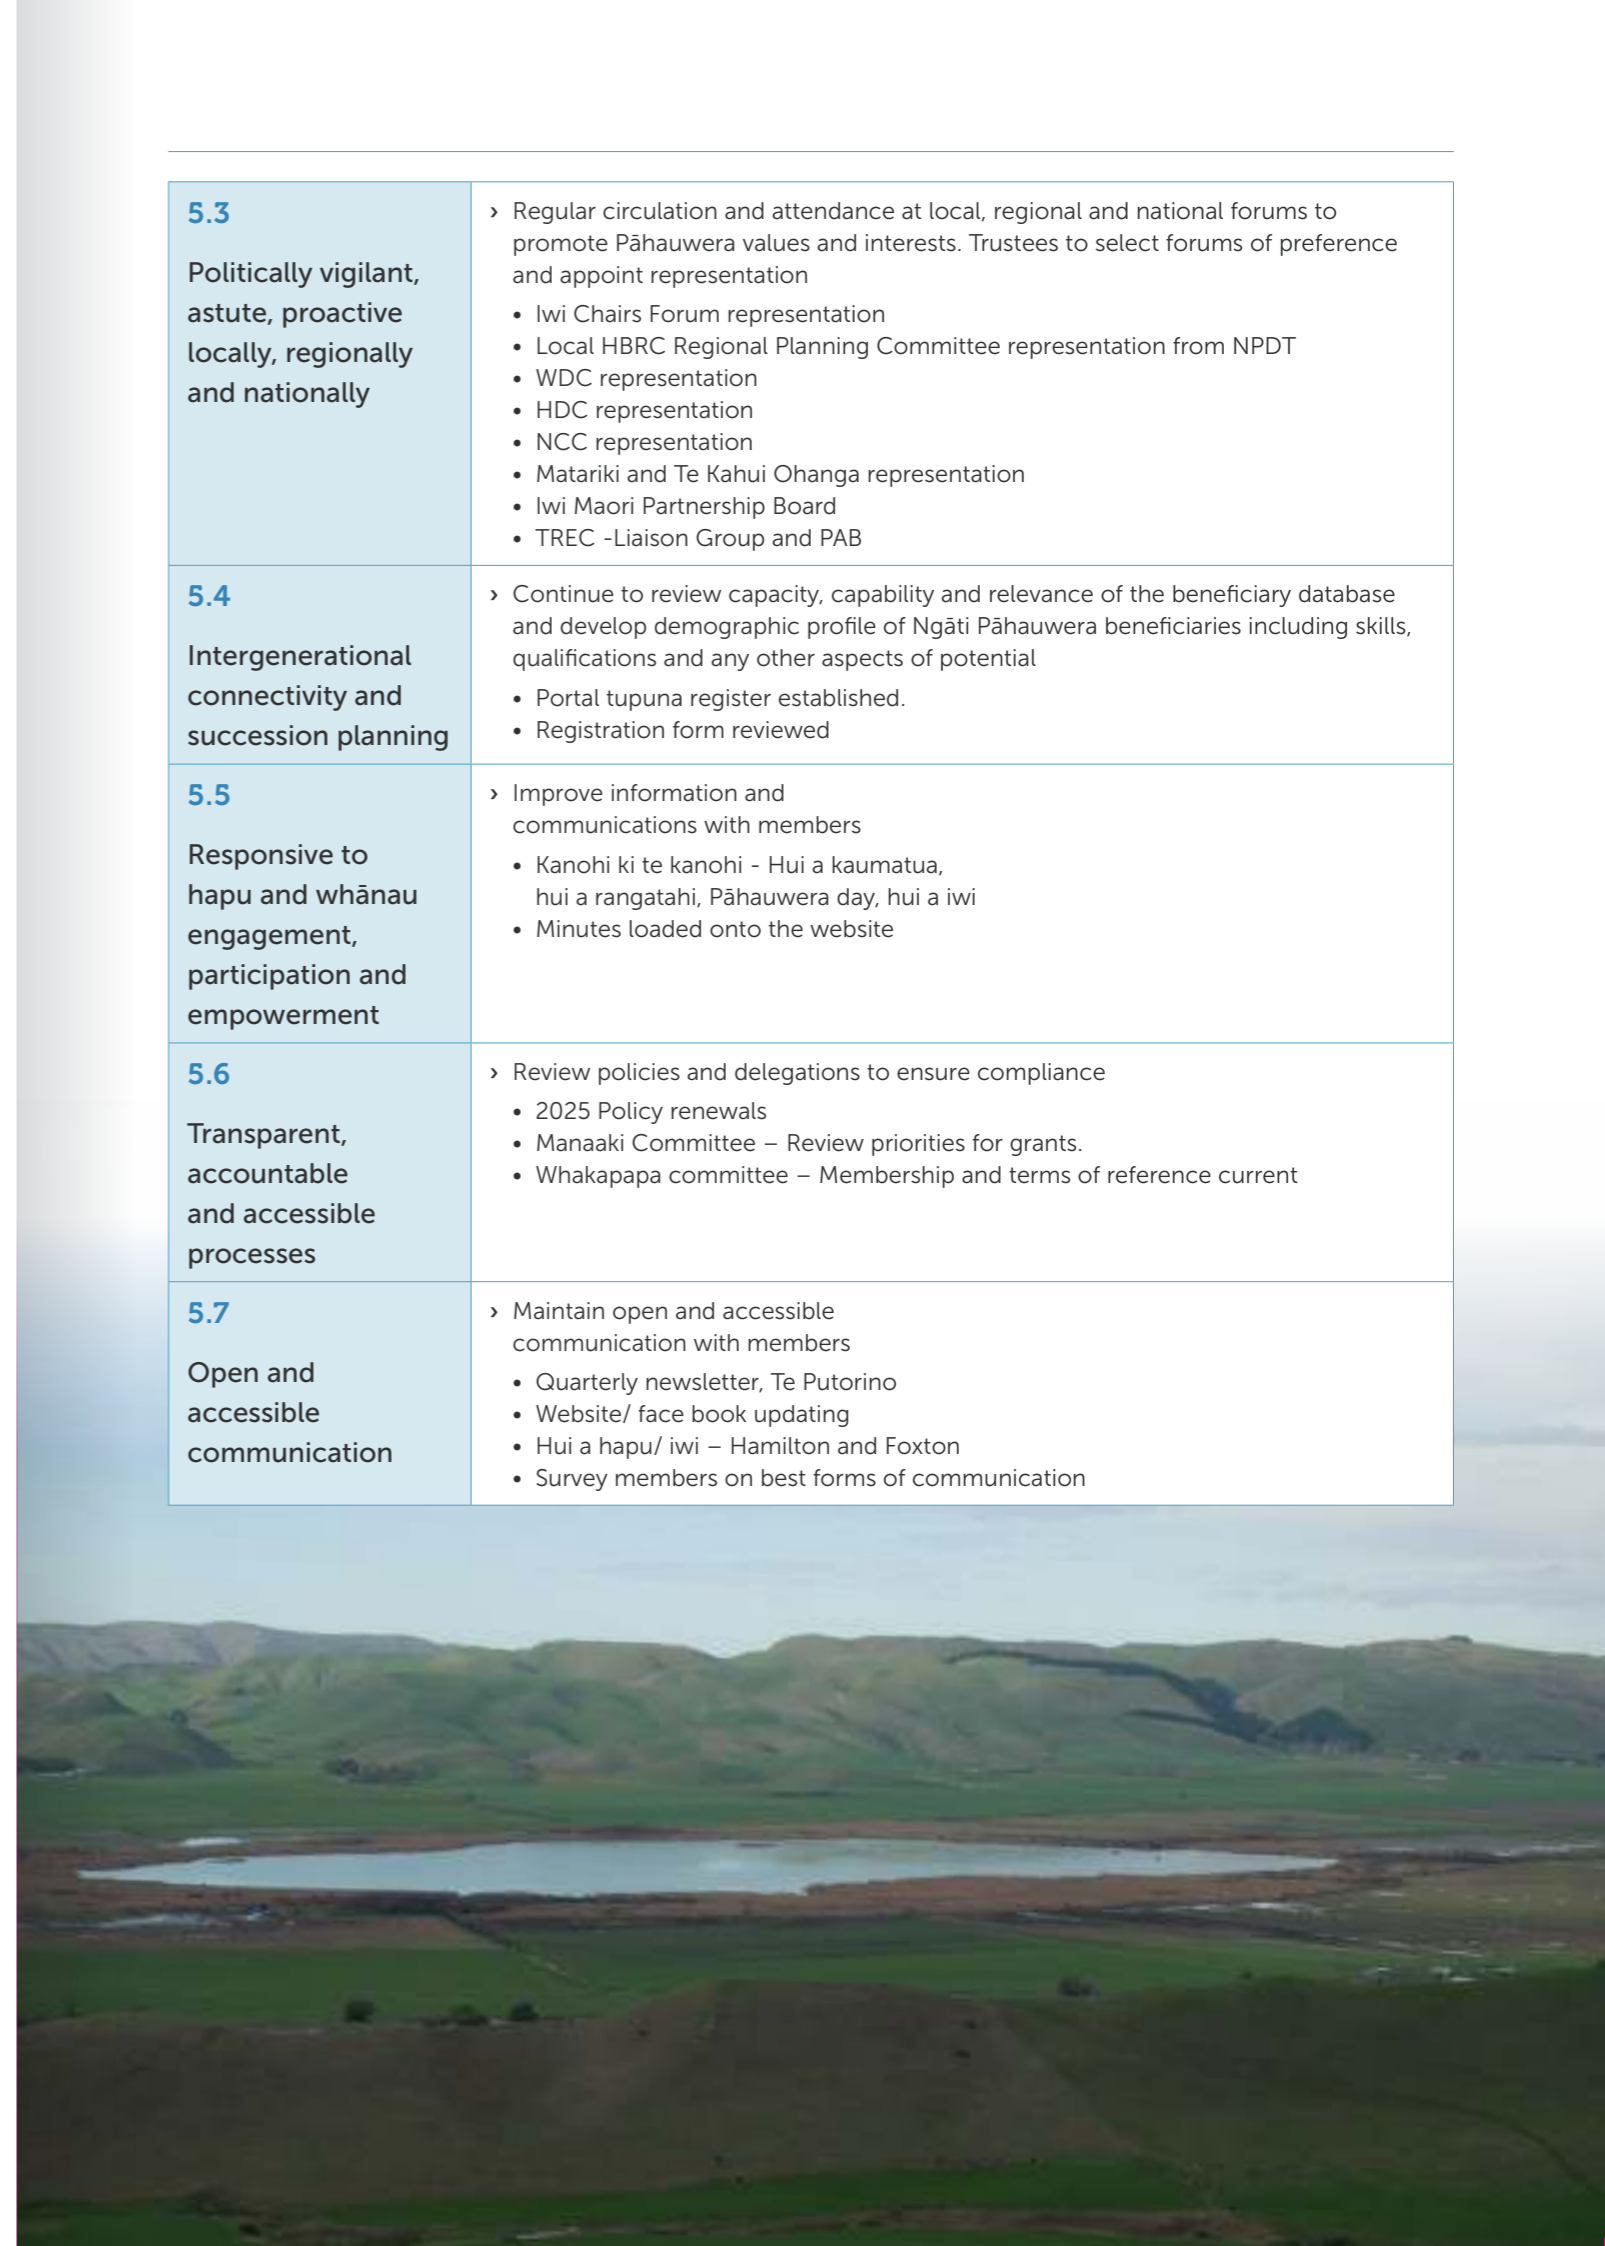 5.3
Politically vigilant,
astute, proactive
locally, regionally
and nationally
› Regular circulation and attendance at local, regional and national forums to
promote Pāhauwera values and interests. Trustees to select forums of preference
and appoint representation
• Iwi Chairs Forum representation
• Local HBRC Regional Planning Committee representation from NPDT
• WDC representation
• HDC representation
• NCC representation
• Matariki and Te Kahui Ohanga representation
• Iwi Maori Partnership Board
• TREC -Liaison Group and PAB
5.4
Intergenerational
connectivity and
succession planning
› Continue to review capacity, capability and relevance of the beneficiary database
and develop demographic profile of Ngāti Pāhauwera beneficiaries including skills,
qualifications and any other aspects of potential
• Portal tupuna register established.
• Registration form reviewed
5.5
Responsive to
hapu and whānau
engagement,
participation and
empowerment
› Improve information and
communications with members
• Kanohi ki te kanohi - Hui a kaumatua,
hui a rangatahi, Pāhauwera day, hui a iwi
• Minutes loaded onto the website
5.6
Transparent,
accountable
and accessible
processes
› Review policies and delegations to ensure compliance
• 2025 Policy renewals
• Manaaki Committee – Review priorities for grants.
• Whakapapa committee – Membership and terms of reference current
5.7
Open and
accessible
communication
› Maintain open and accessible
communication with members
• Quarterly newsletter, Te Putorino
• Website/ face book updating
• Hui a hapu/ iwi – Hamilton and Foxton
• Survey members on best forms of communication